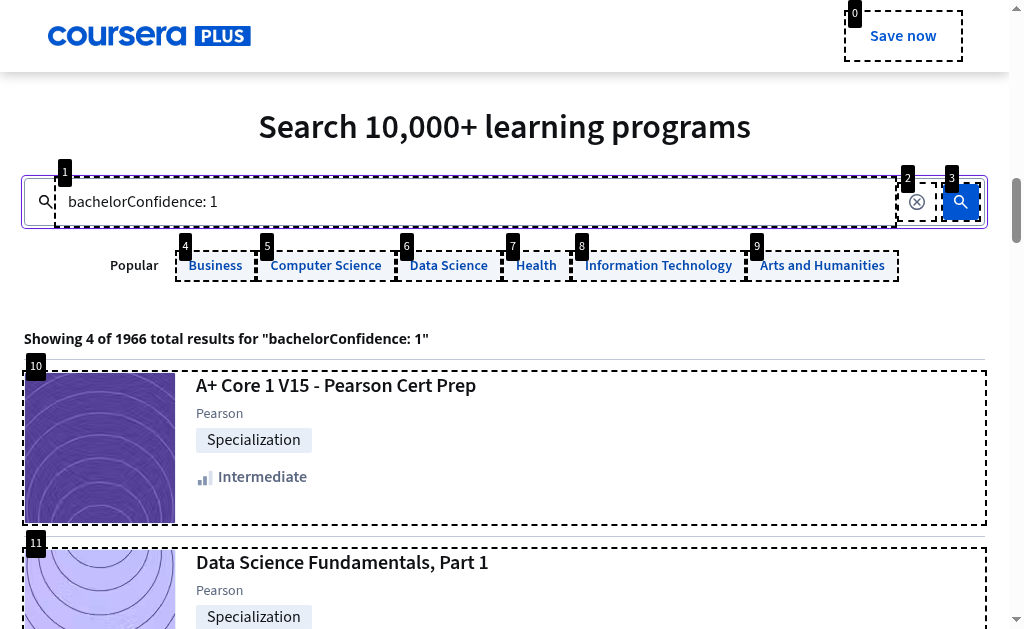 coursera PLUS
0
Save now
Search 10,000+ learning programs
1
bachelorConfidence: 1
2
3
Popular
4
Business
5
Computer Science
6
Data Science
7
Health
8
Information Technology
9
Arts and Humanities
Showing 4 of 1966 total results for "bachelorConfidence: 1"
10
A+ Core 1 V15 - Pearson Cert Prep
Pearson
Specialization
Intermediate
11
Data Science Fundamentals, Part 1
Pearson
Specialization